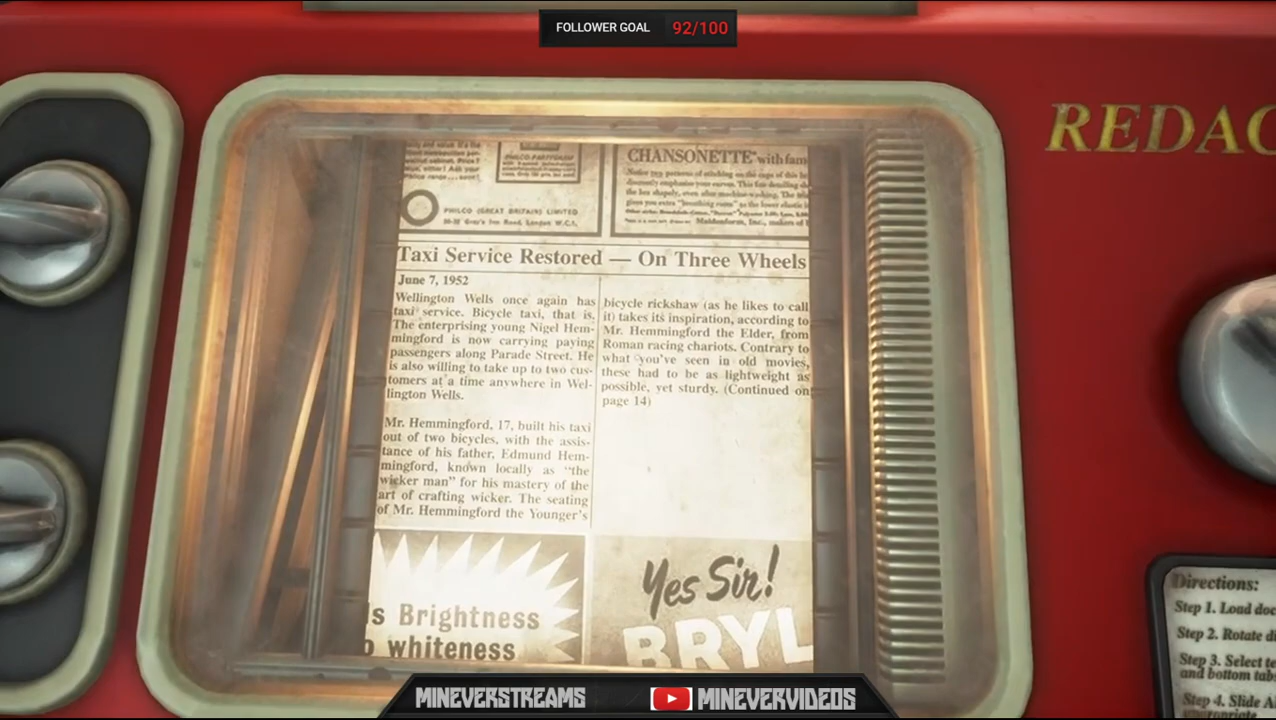 FOLLOWER GOAL 92/100
REDAC
CHANSONETTE with fam
PHILCO (GREAT BRITAIN) LIMITED
Maidenform, Inc., makers of
Taxi Service Restored — On Three Wheels
June 7, 1952
Wellington Wells once again has
taxi service. Bicycle taxi, that is.
The enterprising young Nigel Hem-
mingford is now carrying paying
passengers along Parade Street. He
is also willing to take up to two cus-
tomers at a time anywhere in Wel-
lington Wells.
Mr. Hemmingford, 17, built his taxi
out of two bicycles, with the assis-
tance of his father, Edmund Hem-
mingford, known locally as “the
wicker man” for his mastery of the
art of crafting wicker. The seating
of Mr. Hemmingford the Younger’s
bicycle rickshaw (as he likes to call
it) takes its inspiration, according to
Mr. Hemmingford the Elder, from
Roman racing chariots. Contrary to
what you’ve seen in old movies,
these had to be as lightweight as
possible, yet sturdy. (Continued on
page 14)
ls Brightness
o whiteness
Yes Sir!
BRYL
Directions:
Step 1. Load doc
Step 2. Rotate di
Step 3. Select te
and bottom tabs
Step 4. Slide A
appropriate
MINEVERSTREAMS
MINEVERVIDEOS